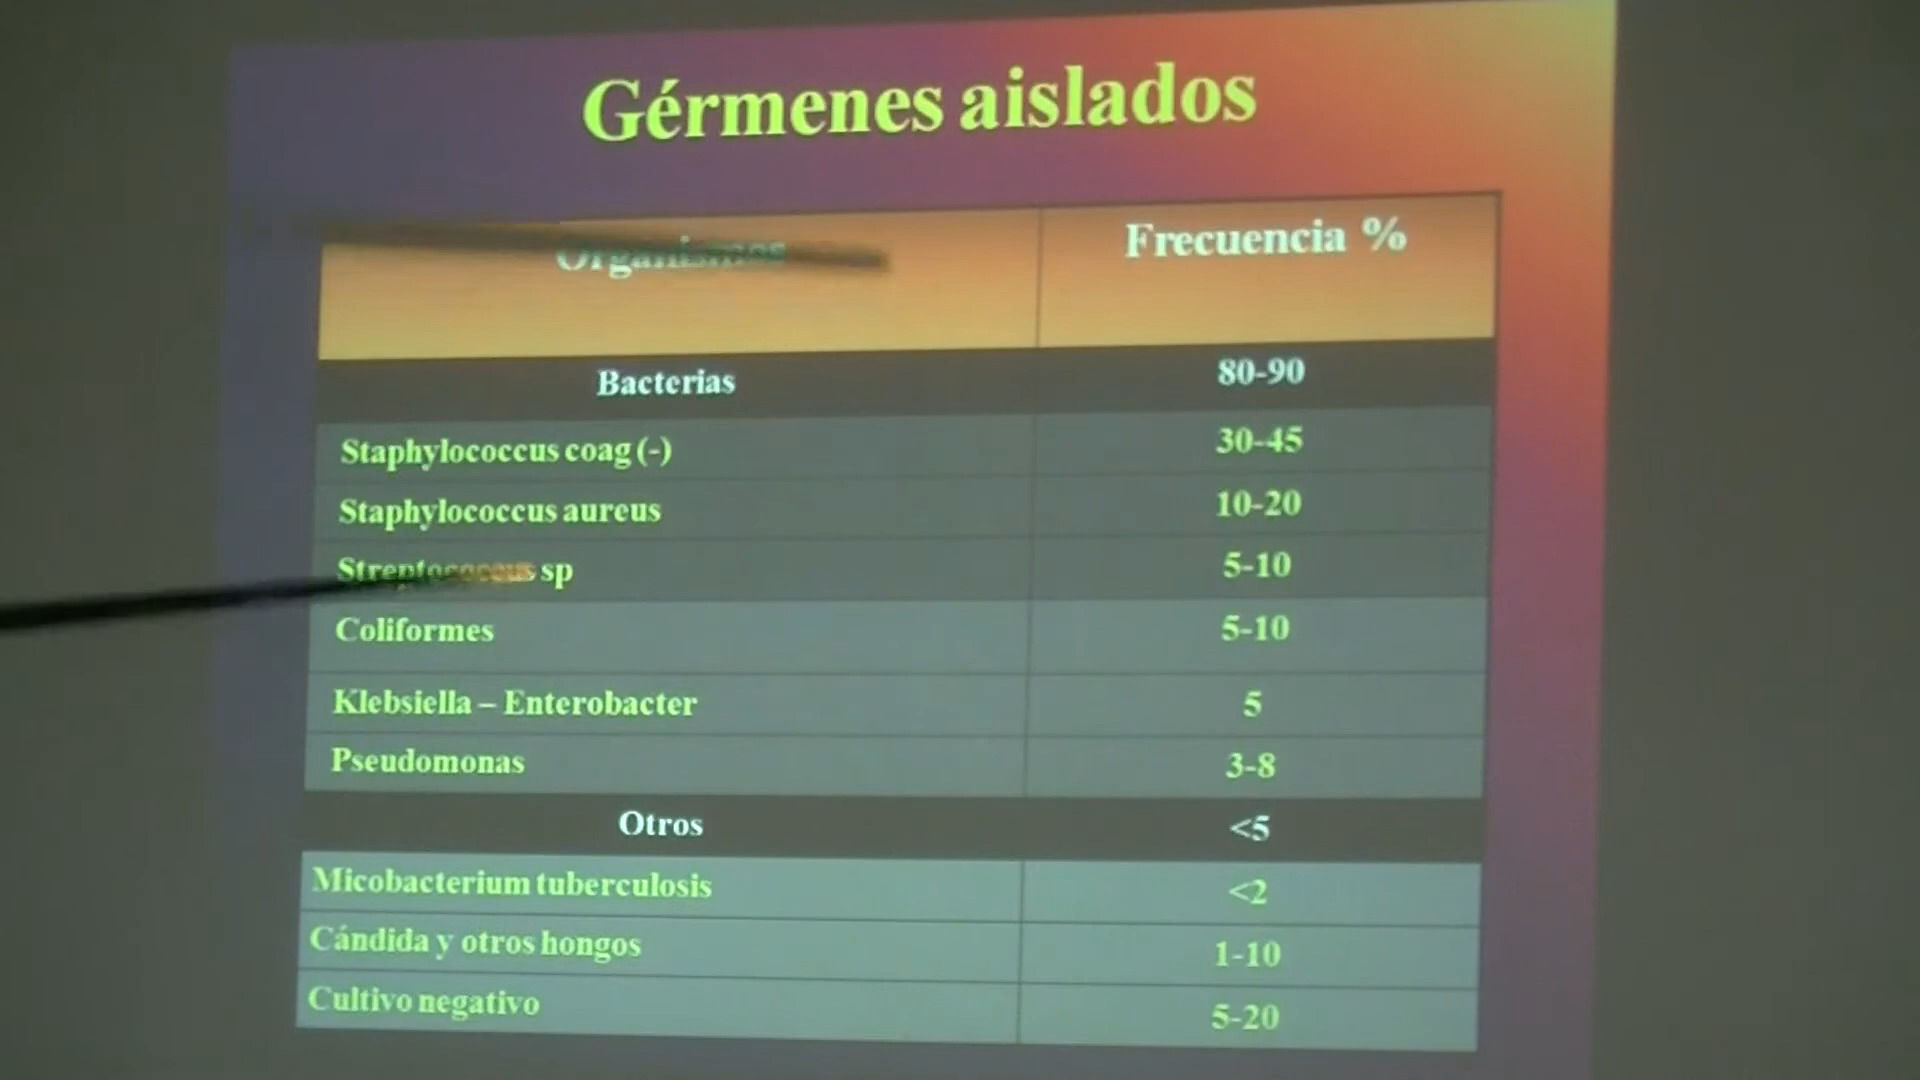 Gérmenes aislados
Organismos Frecuencia %
Bacterias 80-90
Staphylococcus coag (-) 30-45
Staphylococcus aureus 10-20
Streptococcus sp 5-10
Coliformes 5-10
Klebsiella – Enterobacter 5
Pseudomonas 3-8
Otros <5
Micobacterium tuberculosis <2
Cándida y otros hongos 1-10
Cultivo negativo 5-20